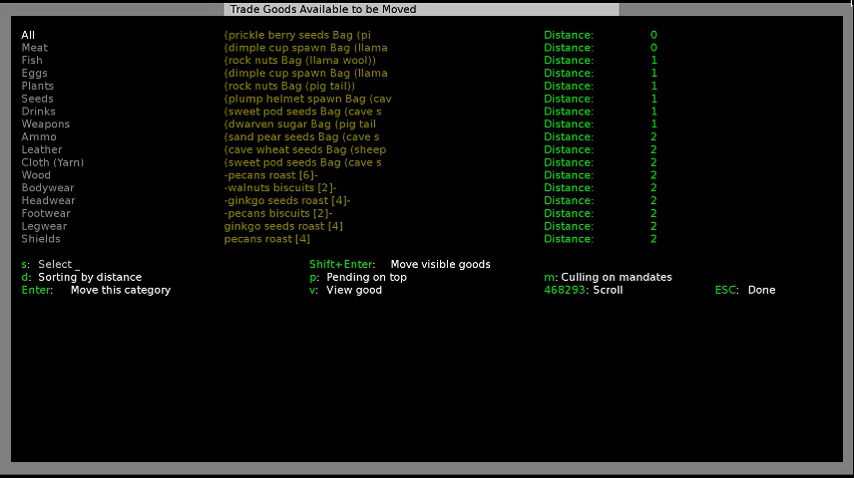 Trade Goods Available to be Moved
All (prickle berry seeds Bag (pi Distance: 0
Meat (dimple cup spawn Bag (llama Distance: 0
Fish (rock nuts Bag (llama wool)) Distance: 1
Eggs (dimple cup spawn Bag (llama Distance: 1
Plants (rock nuts Bag (pig tail)) Distance: 1
Seeds (plump helmet spawn Bag (cav Distance: 1
Drinks (sweet pod seeds Bag (cave s Distance: 1
Weapons (dwarven sugar Bag (pig tail Distance: 1
Ammo (sand pear seeds Bag (cave s Distance: 2
Leather (cave wheat seeds Bag (sheep Distance: 2
Cloth (Yarn) (sweet pod seeds Bag (cave s Distance: 2
Wood -pecans roast [6]- Distance: 2
Bodywear -walnuts biscuits [2]- Distance: 2
Headwear -ginkgo seeds roast [4]- Distance: 2
Footwear -pecans biscuits [2]- Distance: 2
Legwear ginkgo seeds roast [4] Distance: 2
Shields pecans roast [4] Distance: 2
s: Select _ Shift+Enter: Move visible goods
d: Sorting by distance p: Pending on top m: Culling on mandates
Enter: Move this category v: View good 468293: Scroll ESC: Done